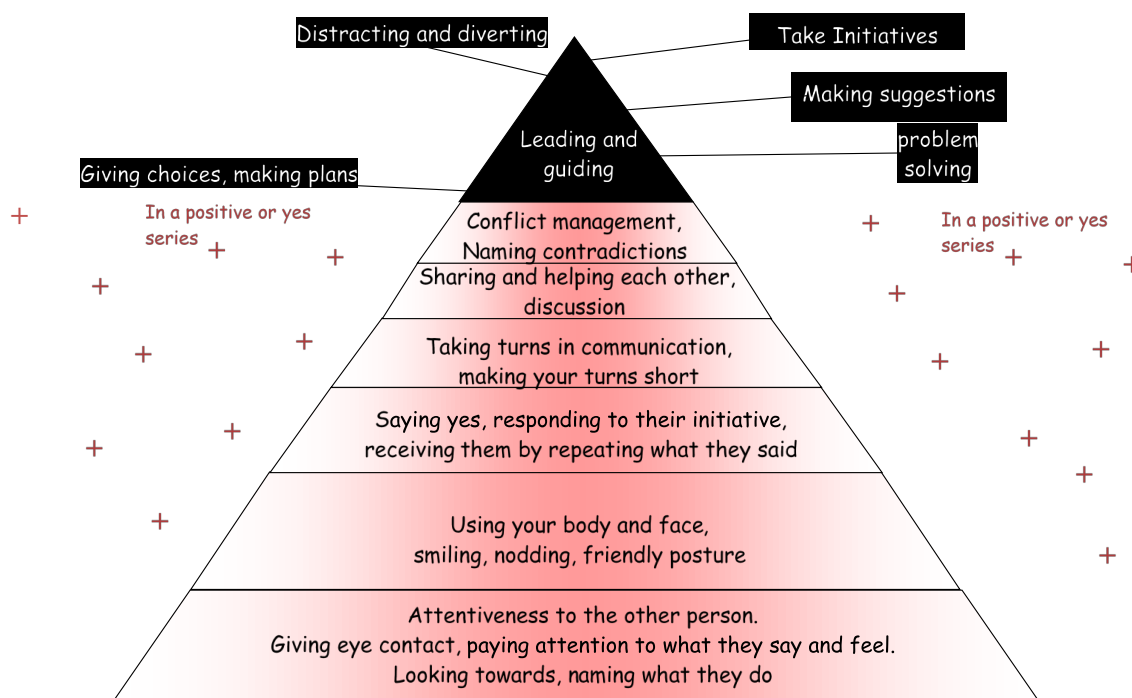 Distracting and diverting
Take Initiatives
Making suggestions
problem
solving
Leading and
guiding
Giving choices, making plans
In a positive or yes
series
In a positive or yes
series
Conflict management,
Naming contradictions
Sharing and helping each other,
discussion
Taking turns in communication,
making your turns short
Saying yes, responding to their initiative,
receiving them by repeating what they said
Using your body and face,
smiling, nodding, friendly posture
Attentiveness to the other person.
Giving eye contact, paying attention to what they say and feel.
Looking towards, naming what they do